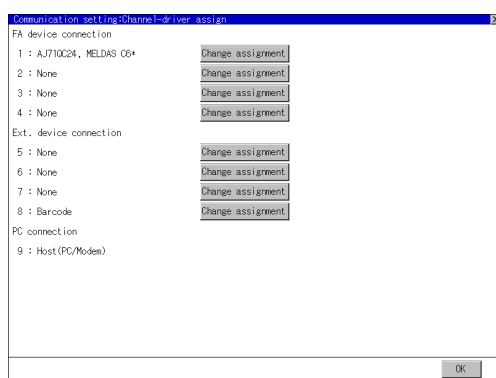 Communication setting:Channel-driver assign
FA device connection
1 : AJ71QC24, MELDAS C6* Change assignment
2 : None Change assignment
3 : None Change assignment
4 : None Change assignment
Ext. device connection
5 : None Change assignment
6 : None Change assignment
7 : None Change assignment
8 : Barcode Change assignment
PC connection
9 : Host(PC/Modem)
OK